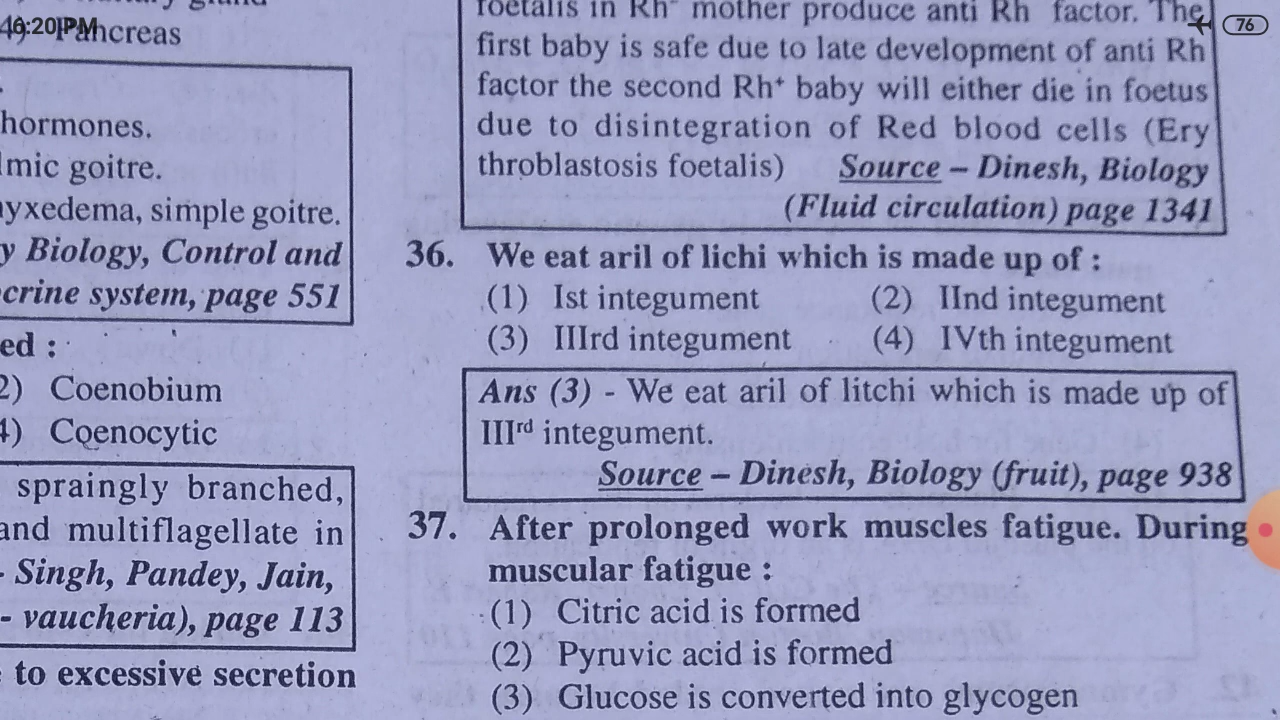 6:20 PM
76
4) Pancreas
hormones.
mic goitre.
yxedema, simple goitre.
y Biology, Control and
crine system, page 551
ed :
2) Coenobium
4) Coenocytic
spraingly branched,
and multiflagellate in
- Singh, Pandey, Jain,
- vaucheria), page 113
to excessive secretion
foetalis in Rh⁻ mother produce anti Rh factor. The
first baby is safe due to late development of anti Rh
factor the second Rh⁺ baby will either die in foetus
due to disintegration of Red blood cells (Ery
throblastosis foetalis) Source – Dinesh, Biology
(Fluid circulation) page 1341
36. We eat aril of lichi which is made up of :
(1) Ist integument (2) IInd integument
(3) IIIrd integument (4) IVth integument
Ans (3) - We eat aril of litchi which is made up of
IIIrd integument.
Source – Dinesh, Biology (fruit), page 938
37. After prolonged work muscles fatigue. During
muscular fatigue :
(1) Citric acid is formed
(2) Pyruvic acid is formed
(3) Glucose is converted into glycogen